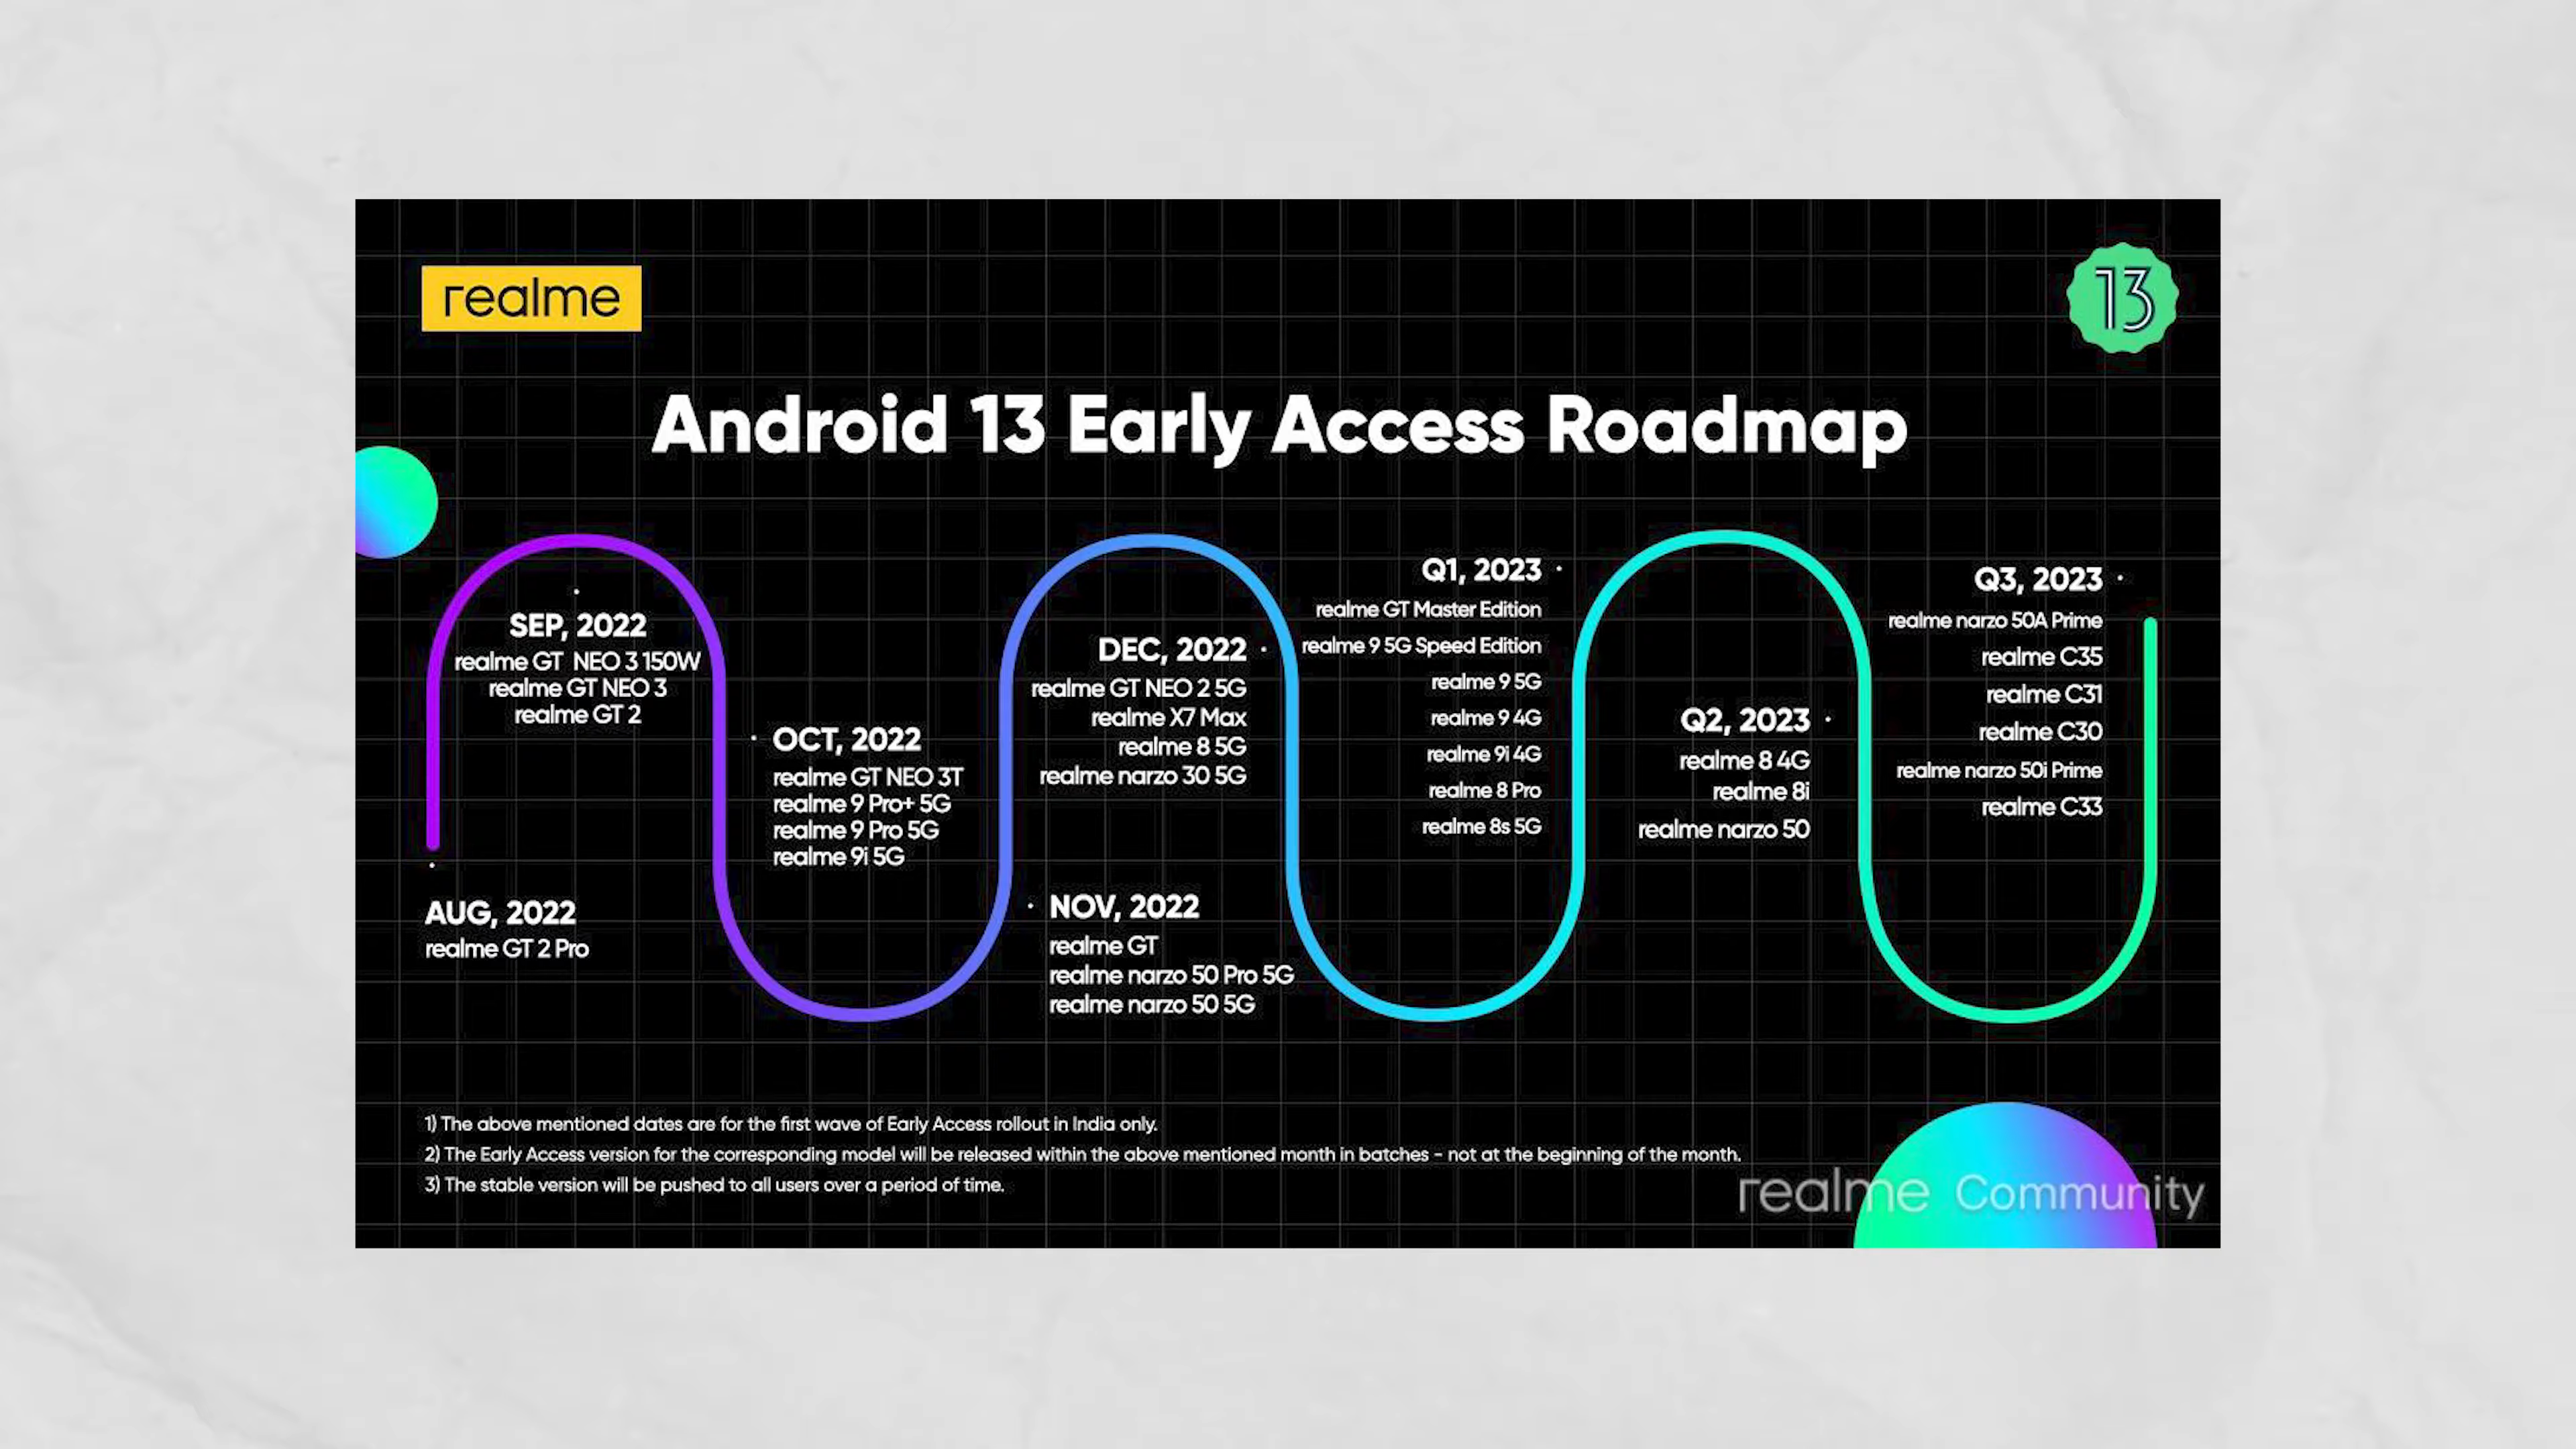 realme
13
Android 13 Early Access Roadmap
AUG, 2022
realme GT 2 Pro
SEP, 2022
realme GT NEO 3 150W
realme GT NEO 3
realme GT 2
OCT, 2022
realme GT NEO 3T
realme 9 Pro+ 5G
realme 9 Pro 5G
realme 9i 5G
NOV, 2022
realme GT
realme narzo 50 Pro 5G
realme narzo 50 5G
DEC, 2022
realme GT NEO 2 5G
realme X7 Max
realme 8 5G
realme narzo 30 5G
Q1, 2023
realme GT Master Edition
realme 9 5G Speed Edition
realme 9 5G
realme 9 4G
realme 9i 4G
realme 8 Pro
realme 8s 5G
Q2, 2023
realme 8 4G
realme 8i
realme narzo 50
Q3, 2023
realme narzo 50A Prime
realme C35
realme C31
realme C30
realme narzo 50i Prime
realme C33
1) The above mentioned dates are for the first wave of Early Access rollout in India only.
2) The Early Access version for the corresponding model will be released within the above mentioned month in batches - not at the beginning of the month.
3) The stable version will be pushed to all users over a period of time.
realme Community